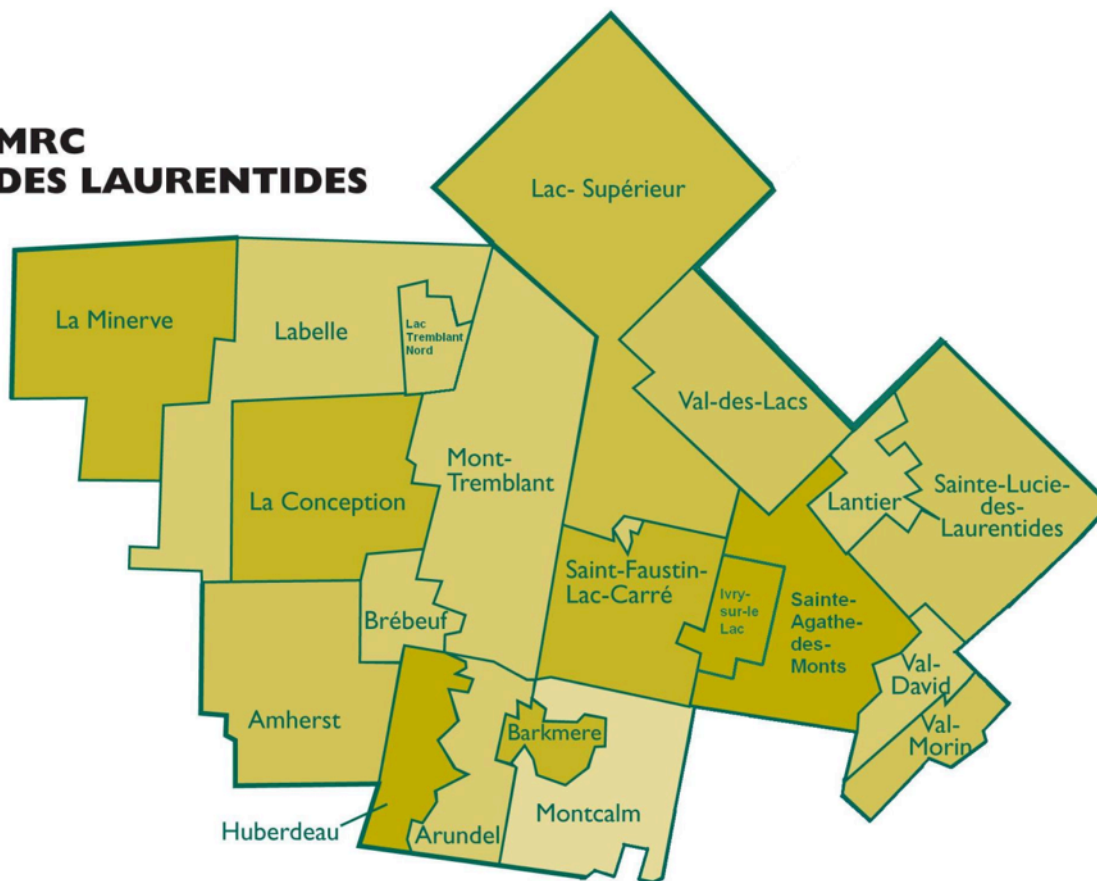 MRC
DES LAURENTIDES
Lac- Supérieur
La Minerve
Labelle
Lac
Tremblant
Nord
Val-des-Lacs
Mont-
Tremblant
La Conception
Lantier
Sainte-Lucie-
des-
Laurentides
Saint-Faustin-
Lac-Carré
Ivry-
sur-le
Lac
Sainte-
Agathe-
des-
Monts
Brébeuf
Val-
David
Amherst
Barkmere
Val-
Morin
Huberdeau
Arundel
Montcalm